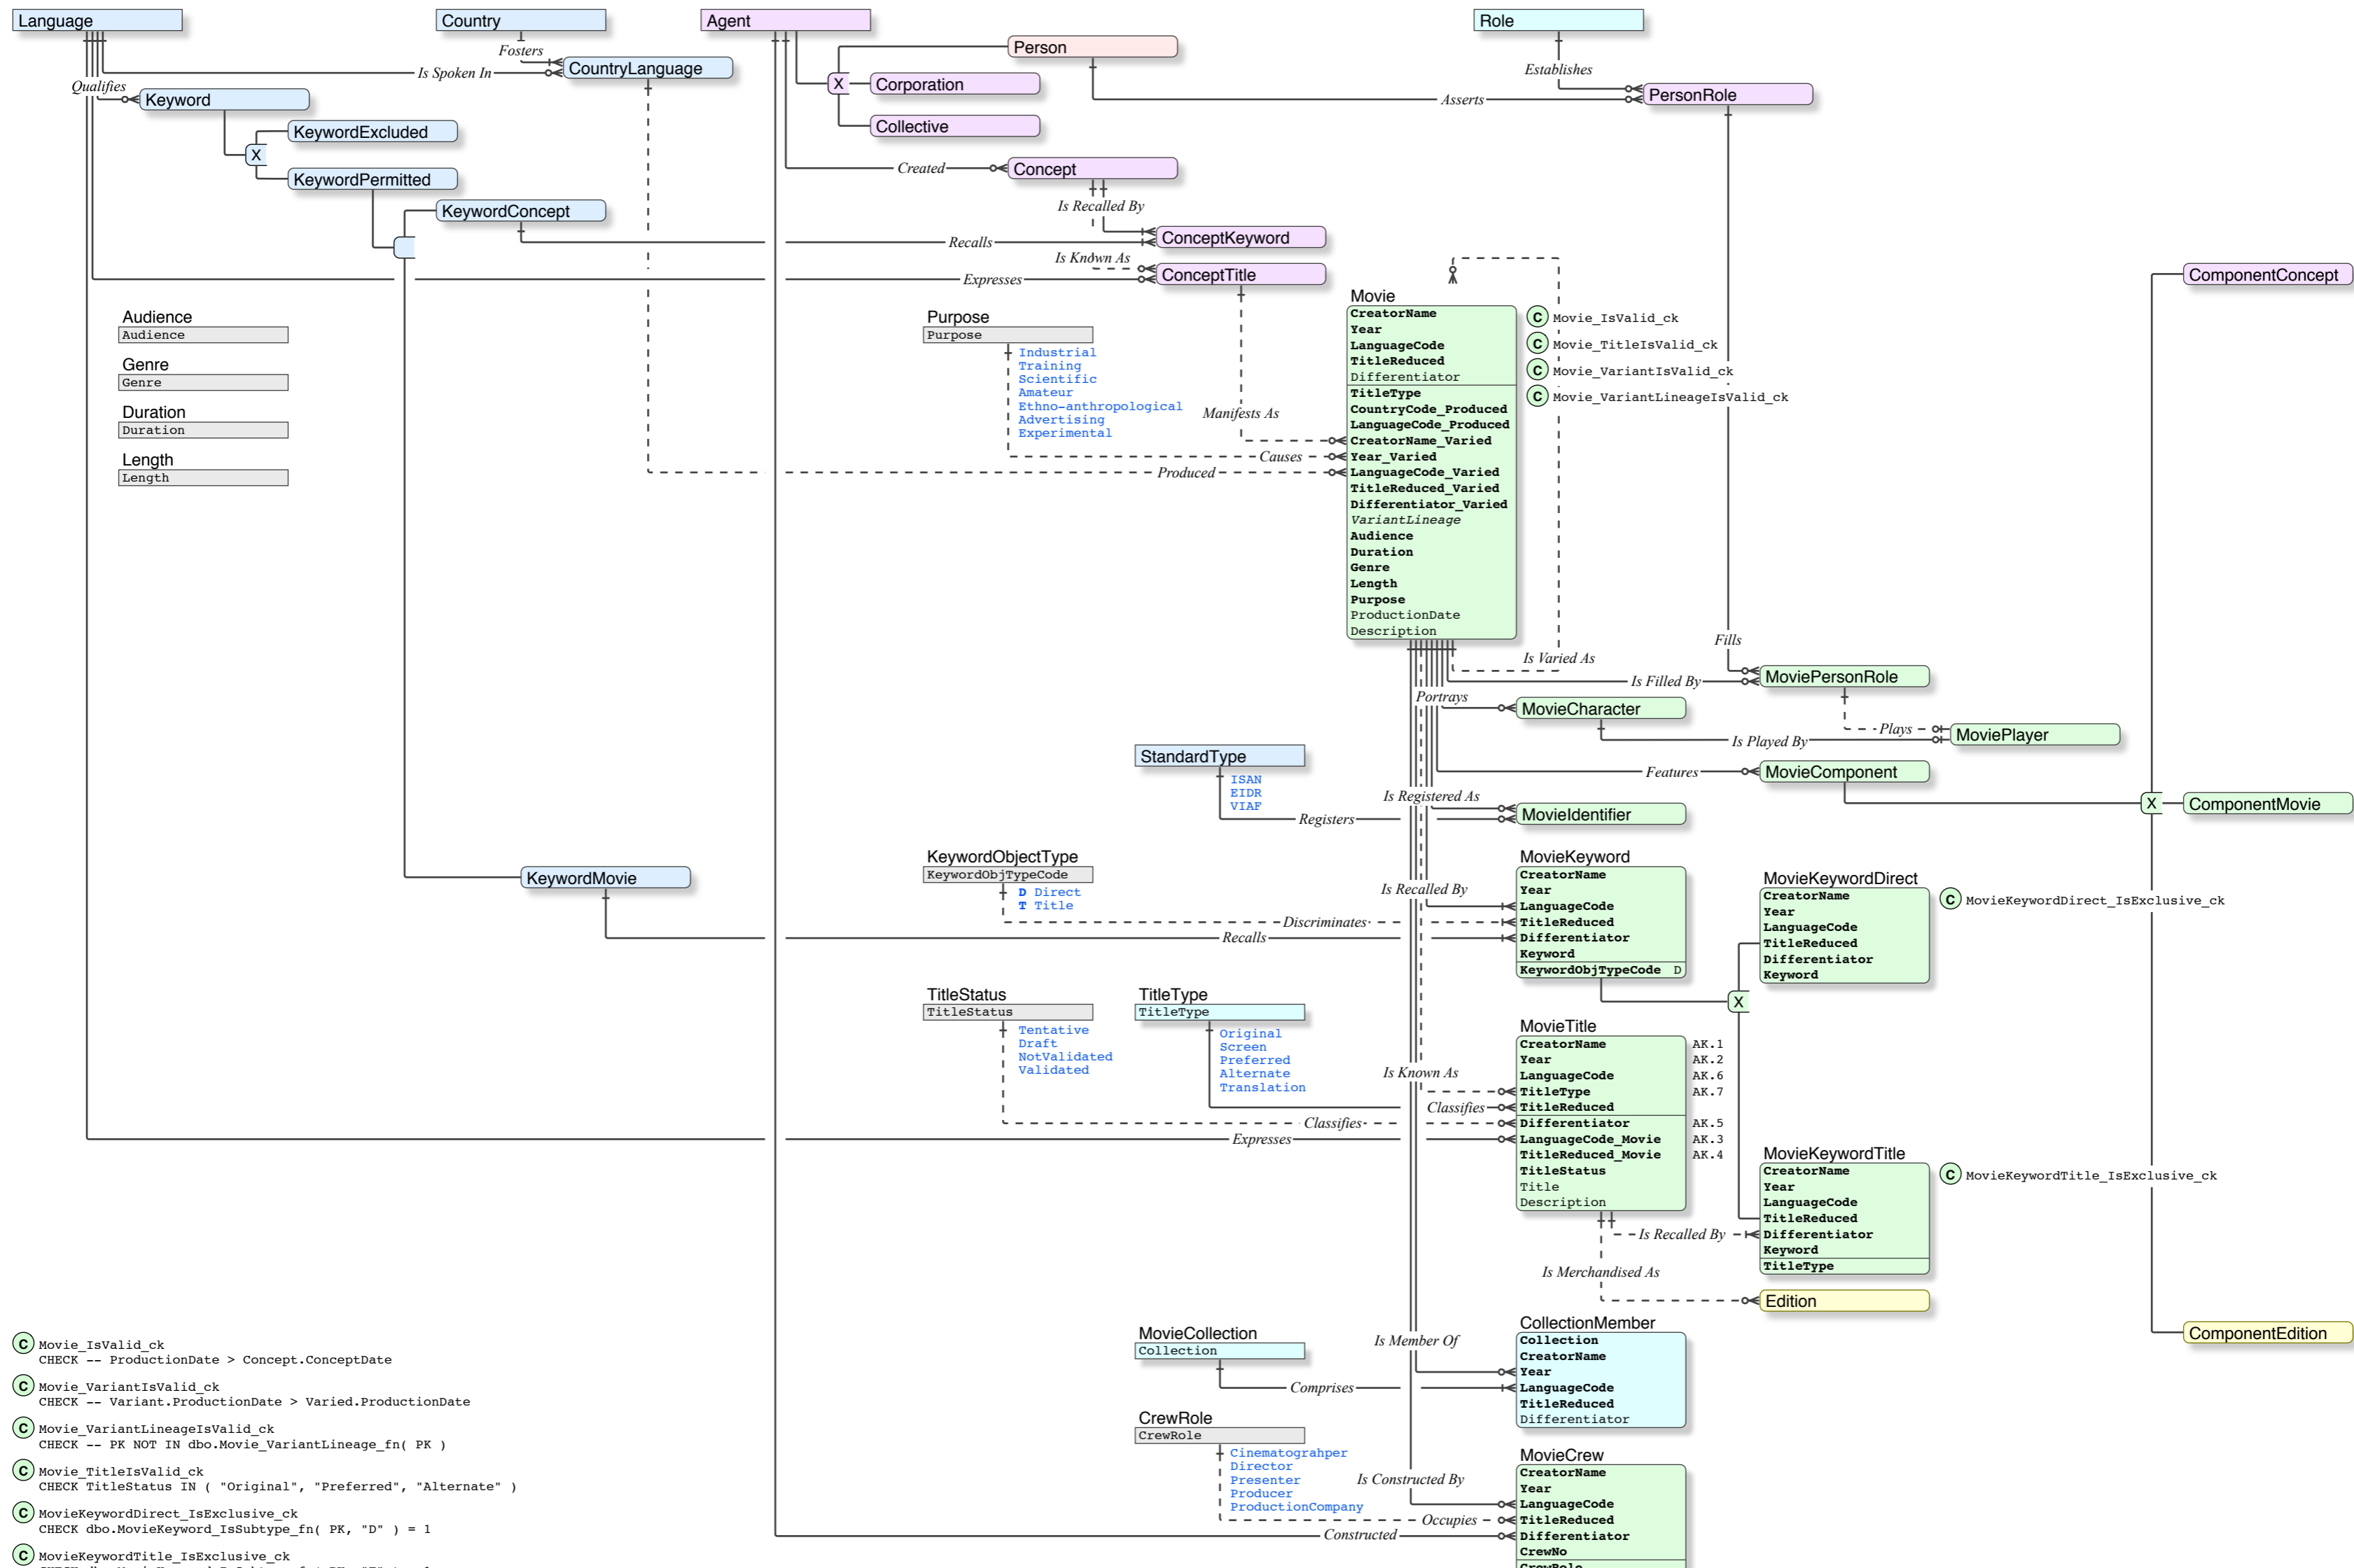 Language
Country
Agent
Role
Fosters
Person
CountryLanguage
Is Spoken In
Establishes
Qualifies
Corporation
X
PersonRole
Keyword
Asserts
Collective
KeywordExcluded
X
KeywordPermitted
Created
Concept
KeywordConcept
Is Recalled By
Recalls
ConceptKeyword
Is Known As
ConceptTitle
Expresses
ComponentConcept
Audience
Audience
Genre
Genre
Duration
Duration
Length
Length
Purpose
Purpose
Industrial
Training
Scientific
Amateur
Ethno-anthropological
Advertising
Experimental
Manifests As
Causes
Produced
Movie
CreatorName
Year
LanguageCode
TitleReduced
Differentiator
TitleType
CountryCode_Produced
LanguageCode_Produced
CreatorName_Varied
Year_Varied
LanguageCode_Varied
TitleReduced_Varied
Differentiator_Varied
VariantLineage
Audience
Duration
Genre
Length
Purpose
ProductionDate
Description
C Movie_IsValid_ck
C Movie_TitleIsValid_ck
C Movie_VariantIsValid_ck
C Movie_VariantLineageIsValid_ck
Fills
Is Varied As
Is Filled By
MoviePersonRole
Portrays
MovieCharacter
Plays
Is Played By
MoviePlayer
StandardType
ISAN
EIDR
VIAF
Features
MovieComponent
Is Registered As
Registers
MovieIdentifier
X
ComponentMovie
KeywordMovie
KeywordObjectType
KeywordObjTypeCode
D Direct
T Title
Is Recalled By
Discriminates
Recalls
MovieKeyword
CreatorName
Year
LanguageCode
TitleReduced
Differentiator
Keyword
KeywordObjTypeCode D
MovieKeywordDirect
CreatorName
Year
LanguageCode
TitleReduced
Differentiator
Keyword
C MovieKeywordDirect_IsExclusive_ck
X
TitleStatus
TitleStatus
Tentative
Draft
NotValidated
Validated
TitleType
TitleType
Original
Screen
Preferred
Alternate
Translation
Is Known As
Classifies
Classifies
Expresses
MovieTitle
CreatorName AK.1
Year AK.2
LanguageCode AK.6
TitleType AK.7
TitleReduced
Differentiator AK.5
LanguageCode_Movie AK.3
TitleReduced_Movie AK.4
TitleStatus
Title
Description
MovieKeywordTitle
CreatorName
Year
LanguageCode
TitleReduced
Differentiator
Keyword
TitleType
C MovieKeywordTitle_IsExclusive_ck
Is Recalled By
Is Merchandised As
Edition
ComponentEdition
MovieCollection
Collection
Is Member Of
Comprises
CollectionMember
Collection
CreatorName
Year
LanguageCode
TitleReduced
Differentiator
CrewRole
CrewRole
Cinematograhper
Director
Presenter
Producer
ProductionCompany
Is Constructed By
Occupies
Constructed
MovieCrew
CreatorName
Year
LanguageCode
TitleReduced
Differentiator
CrewNo
CrewRole
C Movie_IsValid_ck
CHECK -- ProductionDate > Concept.ConceptDate
C Movie_VariantIsValid_ck
CHECK -- Variant.ProductionDate > Varied.ProductionDate
C Movie_VariantLineageIsValid_ck
CHECK -- PK NOT IN dbo.Movie_VariantLineage_fn( PK )
C Movie_TitleIsValid_ck
CHECK TitleStatus IN ( "Original", "Preferred", "Alternate" )
C MovieKeywordDirect_IsExclusive_ck
CHECK dbo.MovieKeyword_IsSubtype_fn( PK, "D" ) = 1
C MovieKeywordTitle_IsExclusive_ck